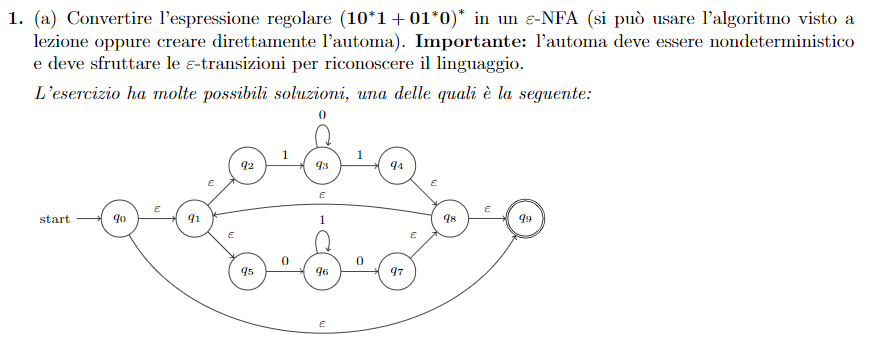 1. (a) Convertire l'espressione regolare (10*1 + 01*0)* in un ε-NFA (si può usare l'algoritmo visto a
lezione oppure creare direttamente l'automa). Importante: l'automa deve essere nondeterministico
e deve sfruttare le ε-transizioni per riconoscere il linguaggio.
L'esercizio ha molte possibili soluzioni, una delle quali è la seguente:
0
q2 1 q3 1 q4
ε ε
ε
start q0 ε q1 q8 ε q9
1
ε ε
q5 0 q6 0 q7
ε